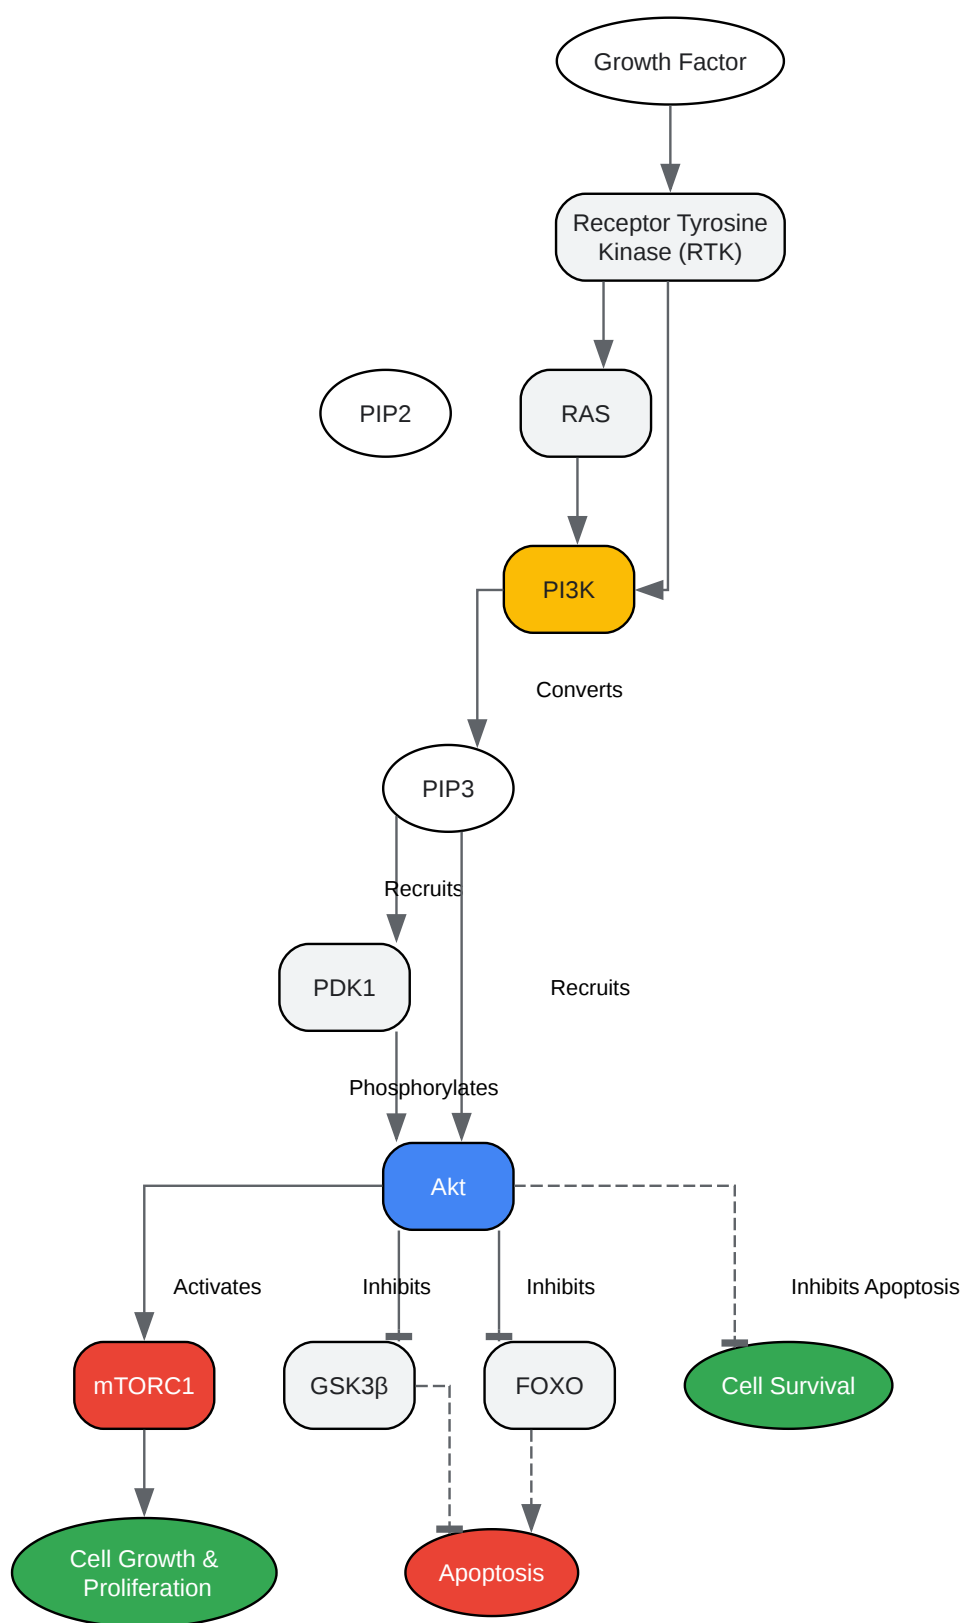 Growth Factor
Receptor Tyrosine
Kinase (RTK)
PIP2
RAS
PI3K
Converts
PIP3
Recruits
PDK1
Recruits
Phosphorylates
Akt
Activates
Inhibits
Inhibits
Inhibits Apoptosis
mTORC1
GSK3β
FOXO
Cell Survival
Cell Growth &
Proliferation
Apoptosis